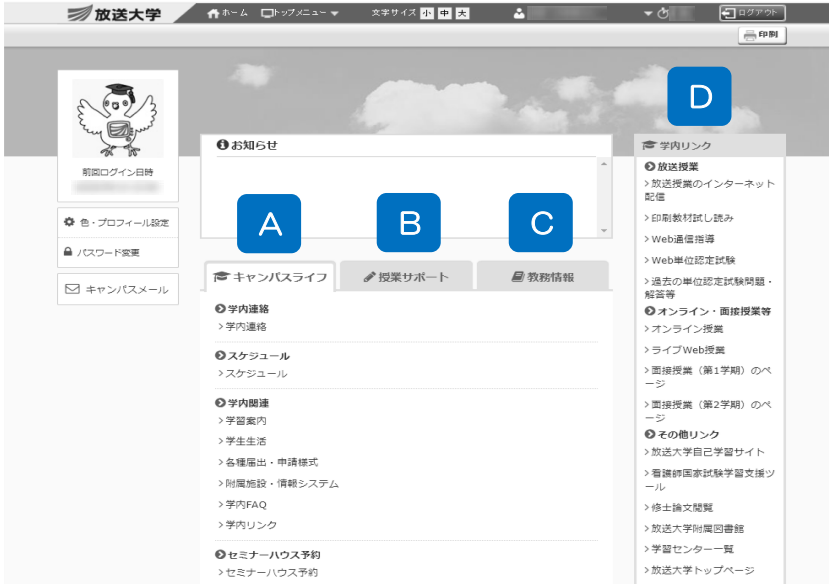 放送大学
ホーム トップメニュー 文字サイズ 小 中 大 ログアウト
印刷
前回ログイン日時
色・プロフィール設定
パスワード変更
キャンパスメール
お知らせ
A
B
C
D
キャンパスライフ 授業サポート 教務情報
学内連絡
学内連絡
スケジュール
スケジュール
学内関連
学習案内
学生生活
各種届出・申請様式
附属施設・情報システム
学内FAQ
学内リンク
セミナーハウス予約
セミナーハウス予約
学内リンク
放送授業
放送授業のインターネット
配信
印刷教材試し読み
Web通信指導
Web単位認定試験
過去の単位認定試験問題・
解答等
オンライン・面接授業等
オンライン授業
ライブWeb授業
面接授業（第1学期）のペ
ージ
面接授業（第2学期）のペ
ージ
その他リンク
放送大学自己学習サイト
看護師国家試験学習支援ツ
ール
修士論文閲覧
放送大学附属図書館
学習センター一覧
放送大学トップページ